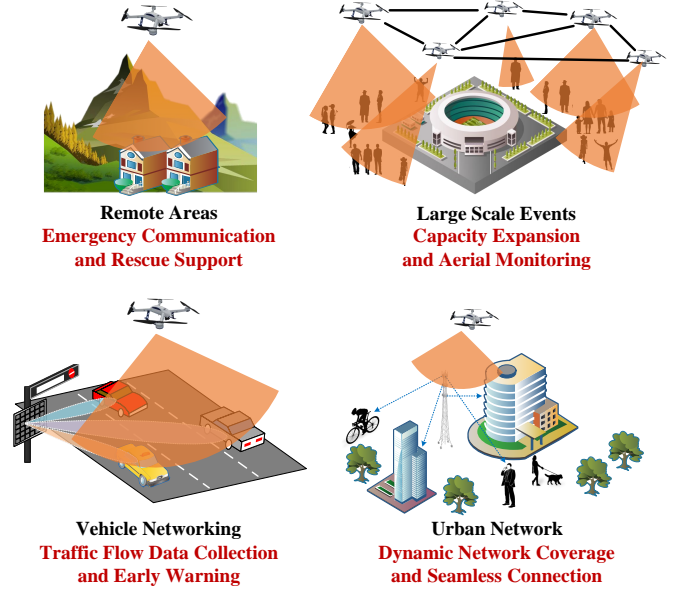 Remote Areas
Emergency Communication
and Rescue Support
Large Scale Events
Capacity Expansion
and Aerial Monitoring
Vehicle Networking
Traffic Flow Data Collection
and Early Warning
Urban Network
Dynamic Network Coverage
and Seamless Connection